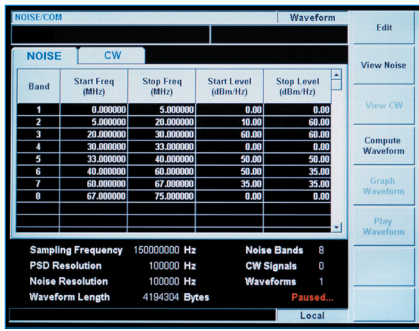 NOISE/COM Waveform
NOISE CW
Band Start Freq (MHz) Stop Freq (MHz) Start Level (dBm/Hz) Stop Level (dBm/Hz)
1 0.000000 5.000000 0.00 0.00
2 5.000000 20.000000 10.00 60.00
3 20.000000 30.000000 60.00 60.00
4 30.000000 33.000000 0.00 0.00
5 33.000000 40.000000 50.00 50.00
6 40.000000 60.000000 50.00 35.00
7 60.000000 67.000000 35.00 35.00
8 67.000000 75.000000 0.00 0.00
Sampling Frequency 150000000 Hz Noise Bands 8
PSD Resolution 100000 Hz CW Signals 0
Noise Resolution 100000 Hz Waveforms 1
Waveform Length 4194304 Bytes Paused...
Local
Edit
View Noise
View CW
Compute
Waveform
Graph
Waveform
Play
Waveform